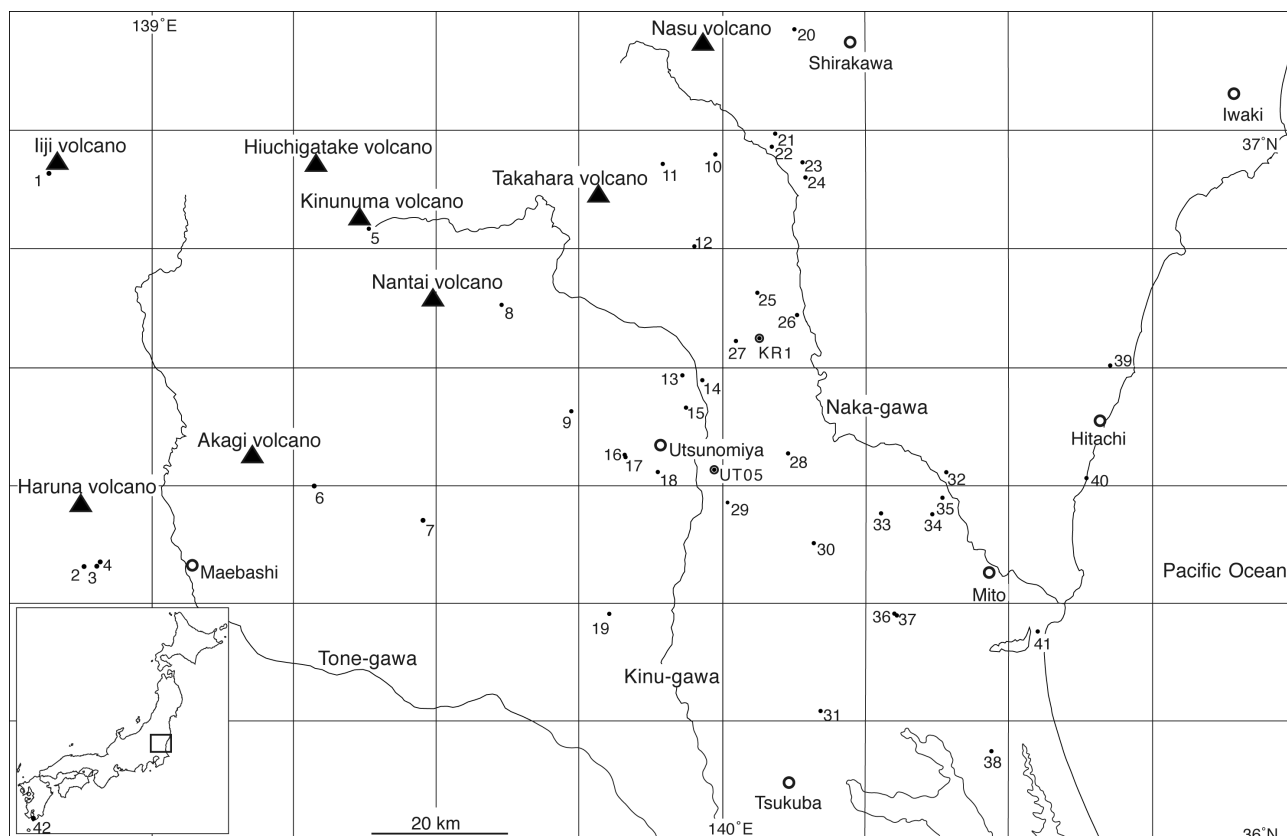 139°E
Nasu volcano
20
Shirakawa
Iwaki
37°N
Iiji volcano
1
Hiuchigatake volcano
Takahara volcano
11
10
21
22
23
24
Kinunuma volcano
5
12
Nantai volcano
8
25
26
27
KR1
39
13
14
15
9
Naka-gawa
Hitachi
Akagi volcano
16
17
Utsunomiya
18
UT05
28
32
40
Haruna volcano
6
7
29
33
34
35
30
2
3
4
Maebashi
Pacific Ocean
Mito
19
36
37
41
Tone-gawa
Kinu-gawa
31
38
Tsukuba
42
20 km
140°E
36°N